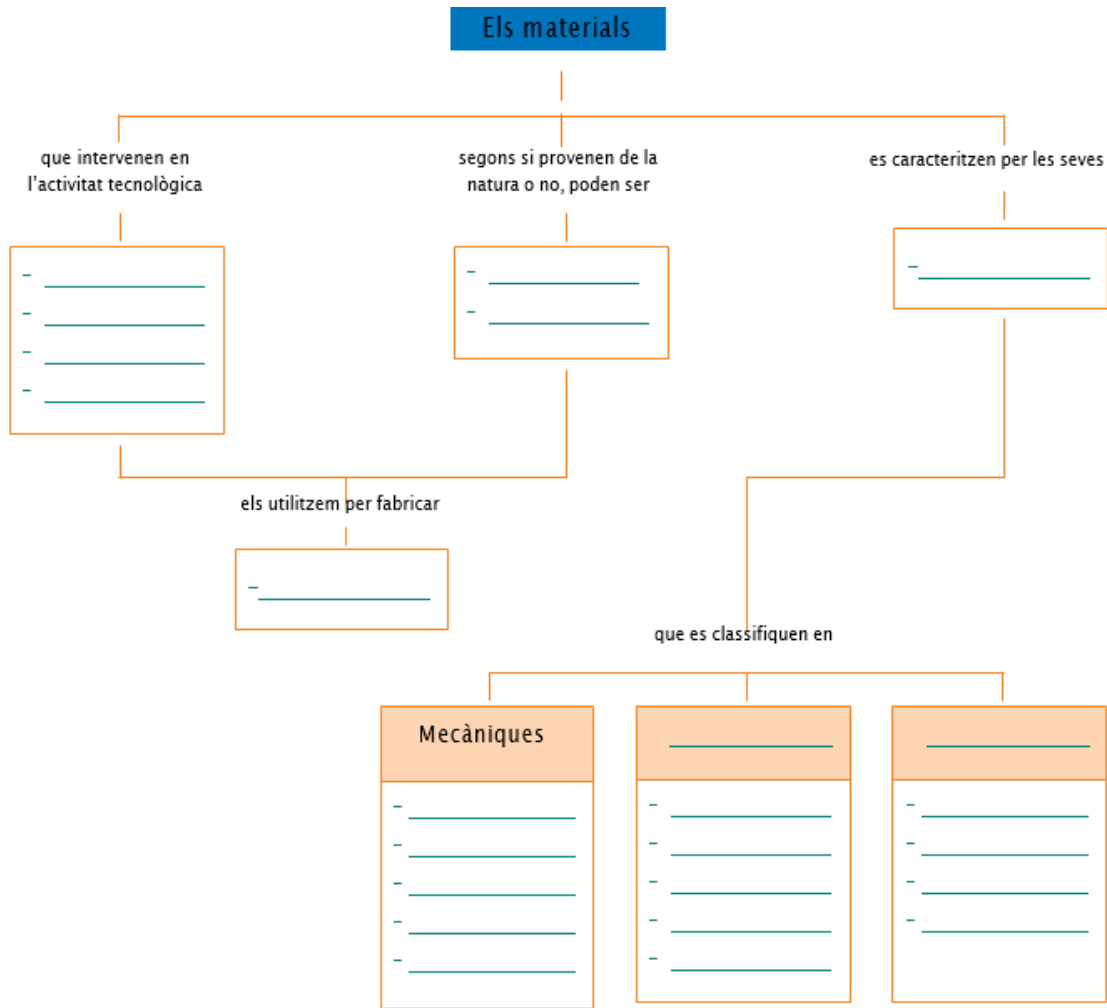 Els materials
que intervenen en
l'activitat tecnològica
segons si provenen de la
natura o no, poden ser
es caracteritzen per les seves
els utilitzem per fabricar
que es classifiquen en
Mecàniques